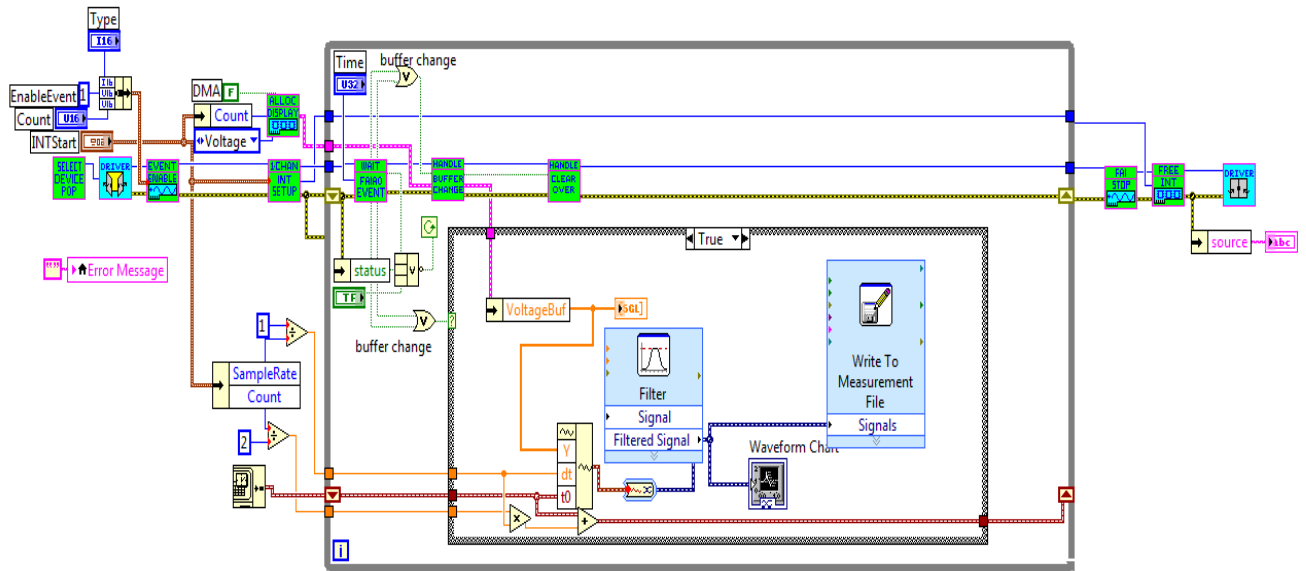 Type
I16
EnableEvent
1
I16
U16
U16
Count
U16
INTStart
DMA
F
Count
Voltage
ALLOC
DISPLAY
SELECT
DEVICE
POP
DRIVER
EVENT
ENABLE
1CHAN
INT
SETUP
Time
U32
buffer change
WAIT
FAIAO
EVENT
HANDLE
BUFFER
CHANGE
HANDLE
CLEAR
OVER
FAI
STOP
FREE
INT
DRIVER
source
abc
""
Error Message
status
TF
buffer change
True
VoltageBuf
SGL
Filter
Signal
Filtered Signal
Write To
Measurement
File
Signals
Waveform Chart
1
SampleRate
Count
2
Y
dt
t0
i